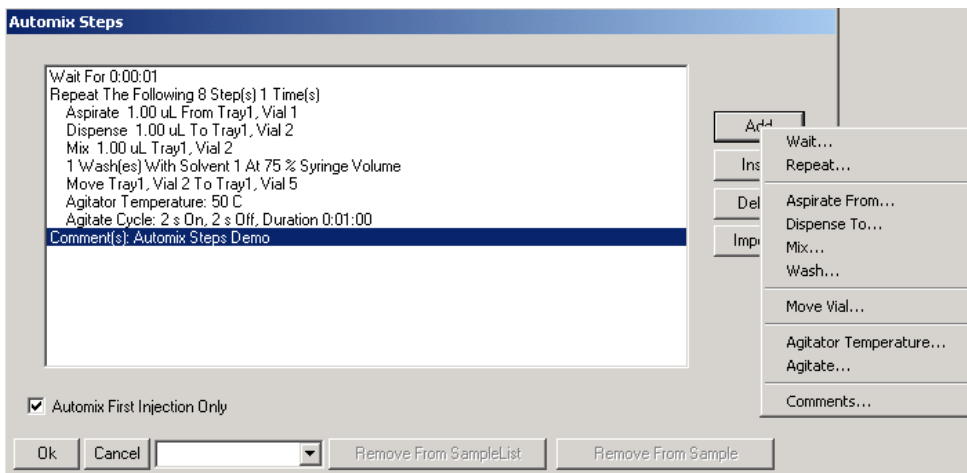 Automix Steps
Wait For 0:00:01
Repeat The Following 8 Step(s) 1 Time(s)
Aspirate 1.00 uL From Tray1, Vial 1
Dispense 1.00 uL To Tray1, Vial 2
Mix 1.00 uL Tray1, Vial 2
1 Wash(es) With Solvent 1 At 75 % Syringe Volume
Move Tray1, Vial 2 To Tray1, Vial 5
Agitator Temperature: 50 C
Agitate Cycle: 2 s On, 2 s Off, Duration 0:01:00
Comment(s): Automix Steps Demo
Add
Ins
Del
Impo
Wait...
Repeat...
Aspirate From...
Dispense To...
Mix...
Wash...
Move Vial...
Agitator Temperature...
Agitate...
Comments...
Automix First Injection Only
Ok Cancel Remove From SampleList Remove From Sample